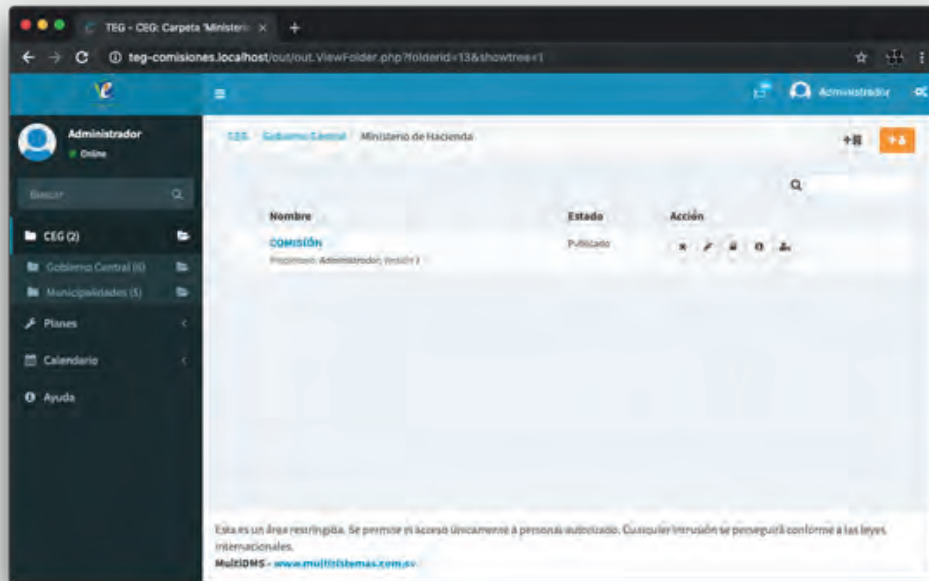 TEG - CEG: Carpeta 'Ministeri
teg-comisiones.localhost/out/out.ViewFolder.php?folderid=13&showtree=1
Administrador
Administrador
Online
CEG Gobierno Central Ministerio de Hacienda
Buscar
Nombre Estado Acción
CEG (2)
COMISIÓN Publicado
Propietario: Administrador, Versión 2
Gobierno Central (6)
Municipalidades (5)
Planes
Calendario
Ayuda
Esta es un área restringida. Se permite el acceso únicamente a personal autorizado. Cualquier intrusión se perseguirá conforme a las leyes
internacionales.
MultiDMS - www.multisistemas.com.sv